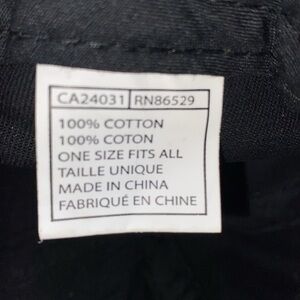 CA24031 RN86529
100% COTTON
100% COTON
ONE SIZE FITS ALL
TAILLE UNIQUE
MADE IN CHINA
FABRIQUÉ EN CHINE